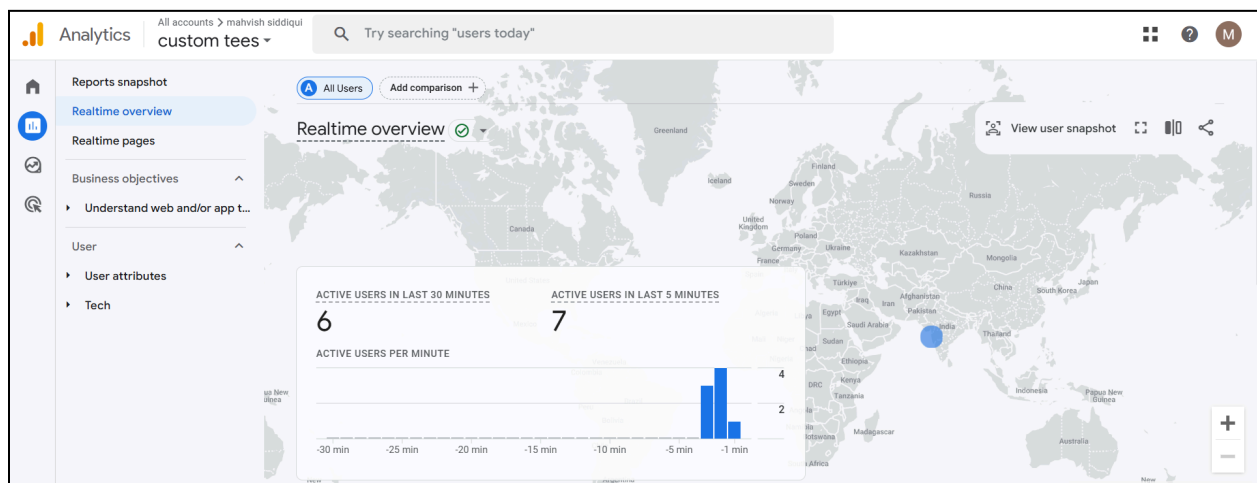 Analytics
All accounts > mahvish siddiqui
custom tees
Try searching "users today"
M
Reports snapshot
Realtime overview
Realtime pages
Business objectives
Understand web and/or app t...
User
User attributes
Tech
A All Users
Add comparison +
Realtime overview
View user snapshot
ACTIVE USERS IN LAST 30 MINUTES
6
ACTIVE USERS IN LAST 5 MINUTES
7
ACTIVE USERS PER MINUTE
4
2
-30 min
-25 min
-20 min
-15 min
-10 min
-5 min
-1 min
Greenland
Iceland
Finland
Sweden
Norway
Russia
United
Kingdom
Poland
Germany
Ukraine
France
Kazakhstan
Mongolia
Canada
Türkiye
China
Japan
South Korea
Iraq
Iran
Afghanistan
Pakistan
Egypt
Saudi Arabia
India
Thailand
Sudan
Ethiopia
Kenya
DRC
Tanzania
Indonesia
Papua New
Guinea
Madagascar
Australia
New